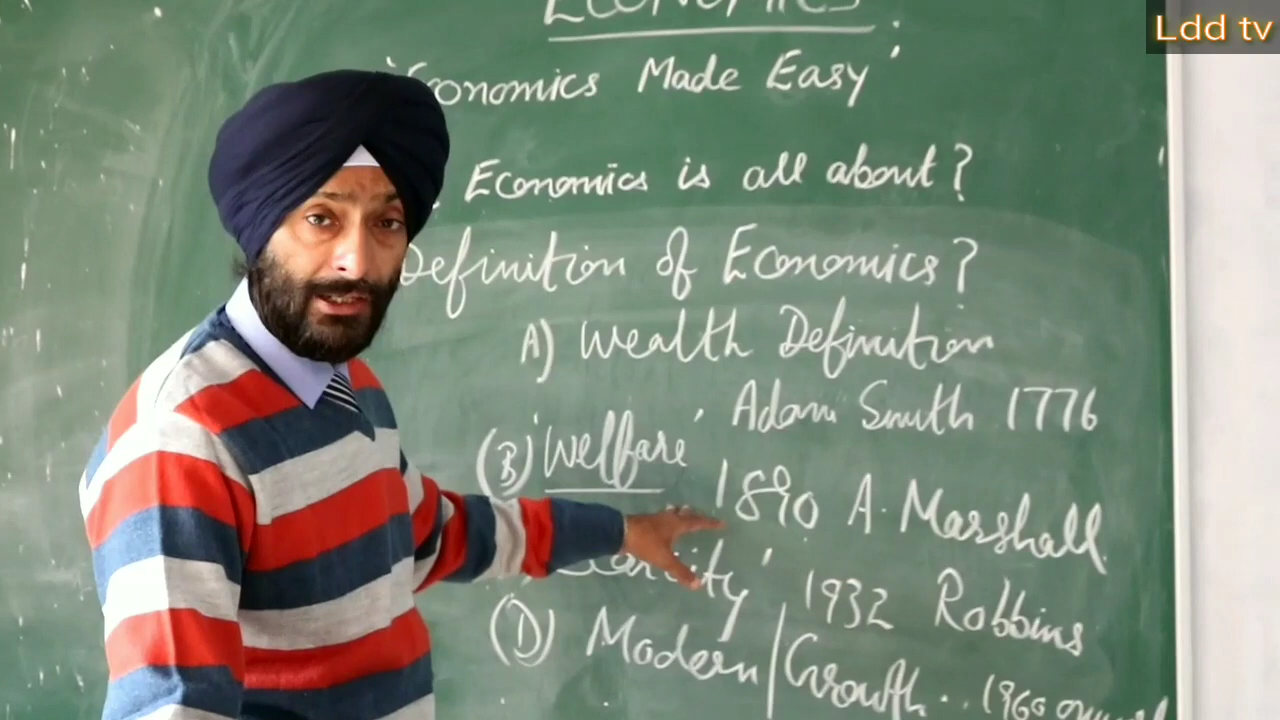 Ldd tv
ECONOMICS
'Economics Made Easy'
Economics is all about?
Definition of Economics?
A) Wealth Definition
Adam Smith 1776
(B) 'Welfare' 1890 A. Marshall
Scarcity' 1932 Robbins
(D) Modern/Growth.. 1960